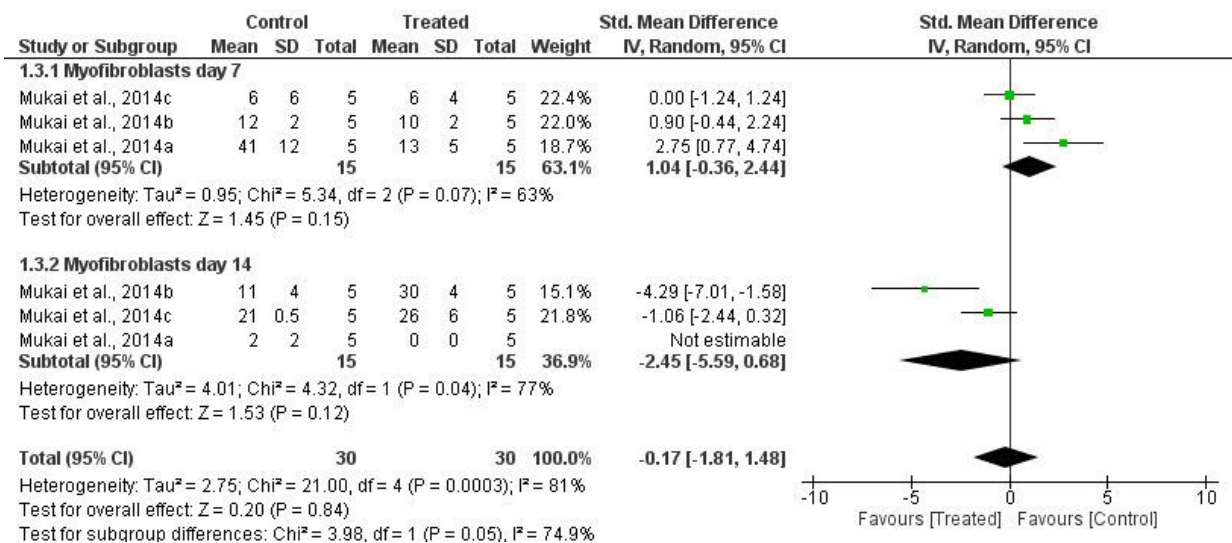 Control Treated Std. Mean Difference Std. Mean Difference
Study or Subgroup Mean SD Total Mean SD Total Weight IV, Random, 95% CI IV, Random, 95% CI
1.3.1 Myofibroblasts day 7
Mukai et al., 2014c 6 6 5 6 4 5 22.4% 0.00 [-1.24, 1.24]
Mukai et al., 2014b 12 2 5 10 2 5 22.0% 0.90 [-0.44, 2.24]
Mukai et al., 2014a 41 12 5 13 5 5 18.7% 2.75 [0.77, 4.74]
Subtotal (95% CI) 15 15 63.1% 1.04 [-0.36, 2.44]
Heterogeneity: Tau² = 0.95; Chi² = 5.34, df = 2 (P = 0.07); I² = 63%
Test for overall effect: Z = 1.45 (P = 0.15)
1.3.2 Myofibroblasts day 14
Mukai et al., 2014b 11 4 5 30 4 5 15.1% -4.29 [-7.01, -1.58]
Mukai et al., 2014c 21 0.5 5 26 6 5 21.8% -1.06 [-2.44, 0.32]
Mukai et al., 2014a 2 2 5 0 0 5 Not estimable
Subtotal (95% CI) 15 15 36.9% -2.45 [-5.59, 0.68]
Heterogeneity: Tau² = 4.01; Chi² = 4.32, df = 1 (P = 0.04); I² = 77%
Test for overall effect: Z = 1.53 (P = 0.12)
Total (95% CI) 30 30 100.0% -0.17 [-1.81, 1.48]
Heterogeneity: Tau² = 2.75; Chi² = 21.00, df = 4 (P = 0.0003); I² = 81%
Test for overall effect: Z = 0.20 (P = 0.84)
Test for subgroup differences: Chi² = 3.98, df = 1 (P = 0.05), I² = 74.9%
-10 -5 0 5 10
Favours [Treated] Favours [Control]